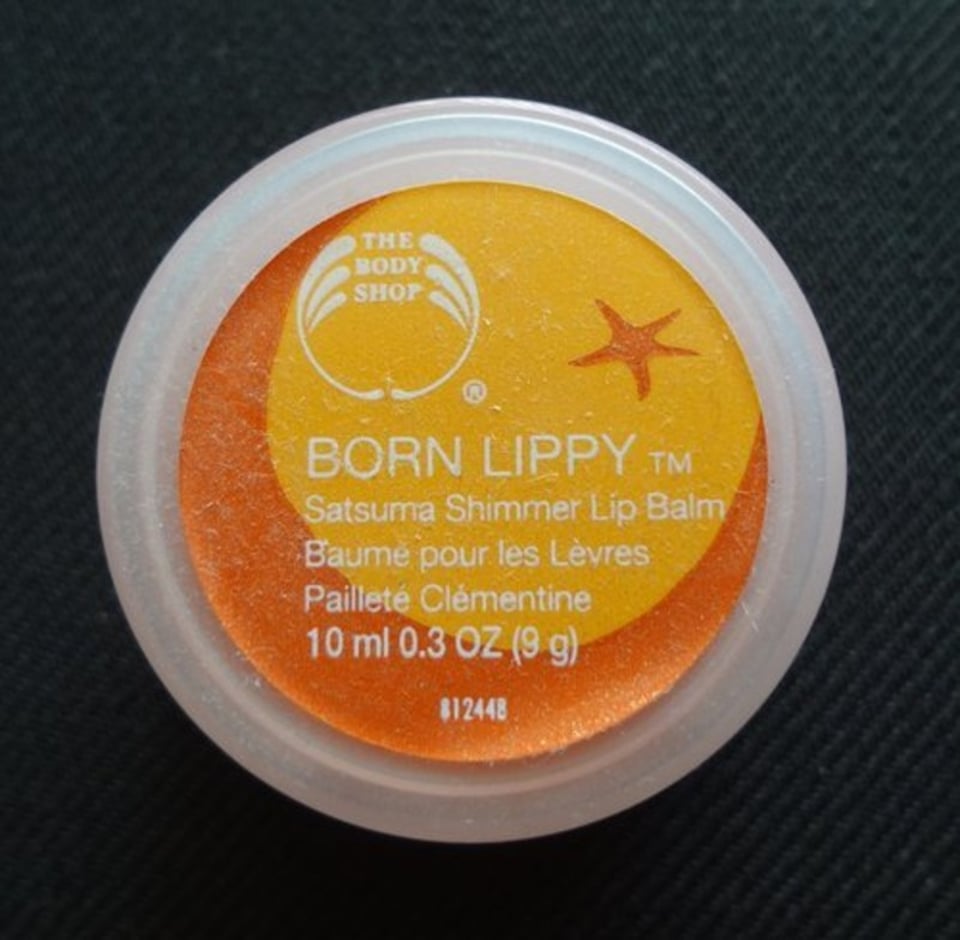 THE
BODY
SHOP
®
BORN LIPPY TM
Satsuma Shimmer Lip Balm
Baume pour les Lèvres
Pailleté Clémentine
10 ml 0.3 OZ (9 g)